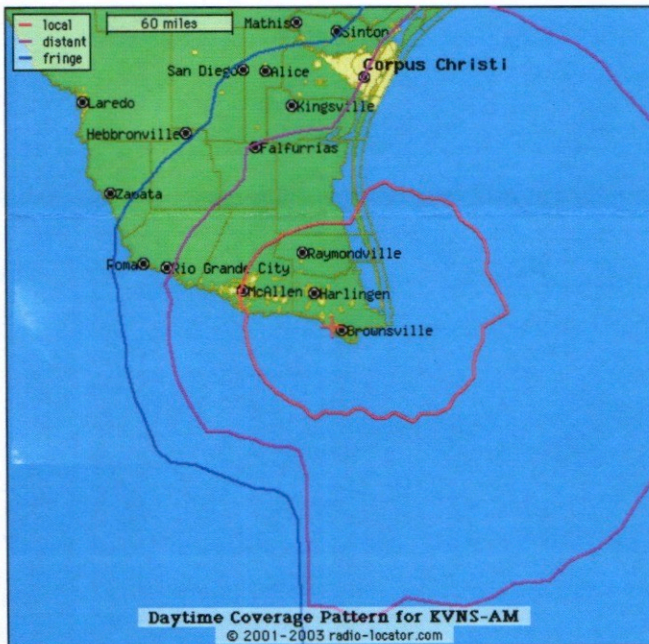 local
distant
fringe
60 miles
Mathis
Sinton
Corpus Christi
San Diego
Alice
Laredo
Kingsville
Hebbronville
Falfurrias
Zapata
Raymondville
Roma
Rio Grande City
McAllen
Harlingen
Brownsville
Daytime Coverage Pattern for KVNS-AM
© 2001-2003 radio-locator.com